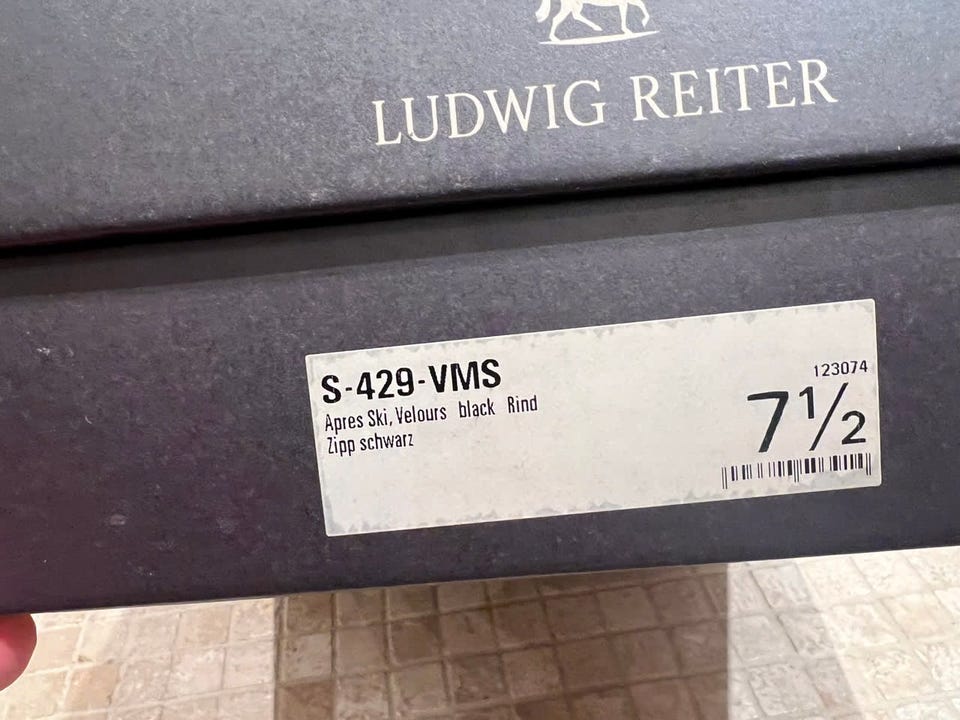 LUDWIG REITER
S-429-VMS
Apres Ski, Velours black Rind
Zipp schwarz
123074
7½